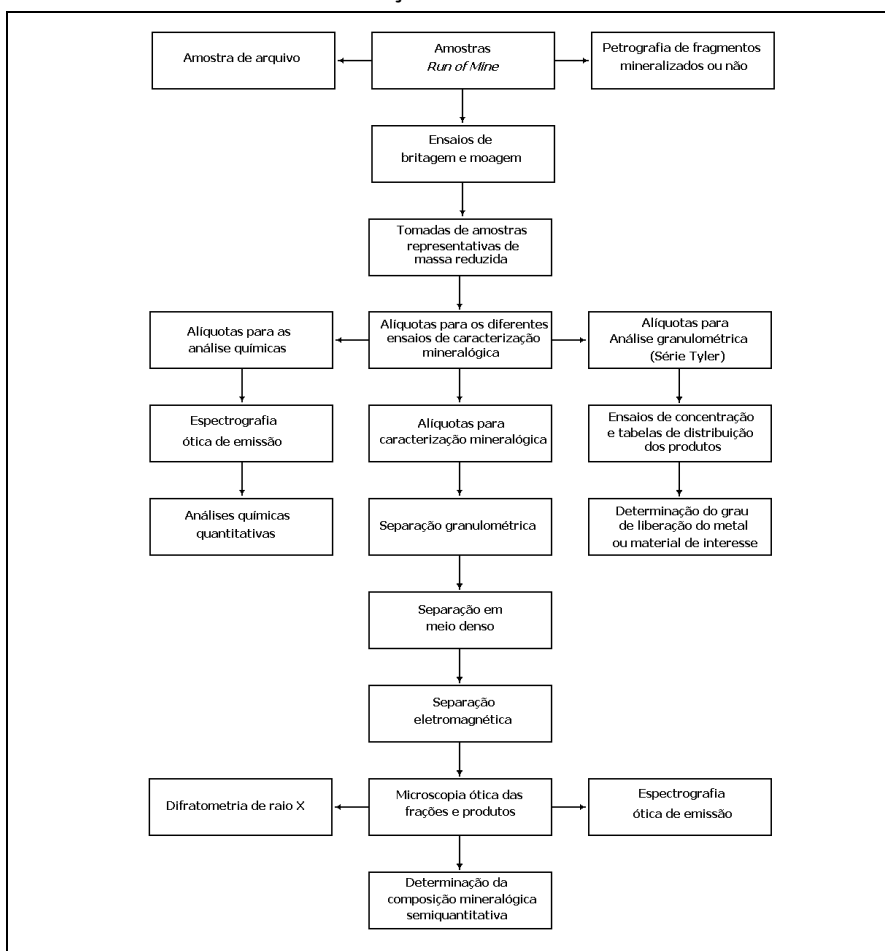 Amostra de arquivo
Amostras
Run of Mine
Petrografia de fragmentos
mineralizados ou não
Ensaios de
britagem e moagem
Tomadas de amostras
representativas de
massa reduzida
Alíquotas para as
análise químicas
Alíquotas para os diferentes
ensaios de caracterização
mineralógica
Alíquotas para
Análise granulométrica
(Série Tyler)
Espectrografia
ótica de emissão
Alíquotas para
caracterização mineralógica
Ensaios de concentração
e tabelas de distribuição
dos produtos
Análises químicas
quantitativas
Separação granulométrica
Determinação do grau
de liberação do metal
ou material de interesse
Separação em
meio denso
Separação
eletromagnética
Difratometria de raio X
Microscopia ótica das
frações e produtos
Espectrografia
ótica de emissão
Determinação da
composição mineralógica
semiquantitativa